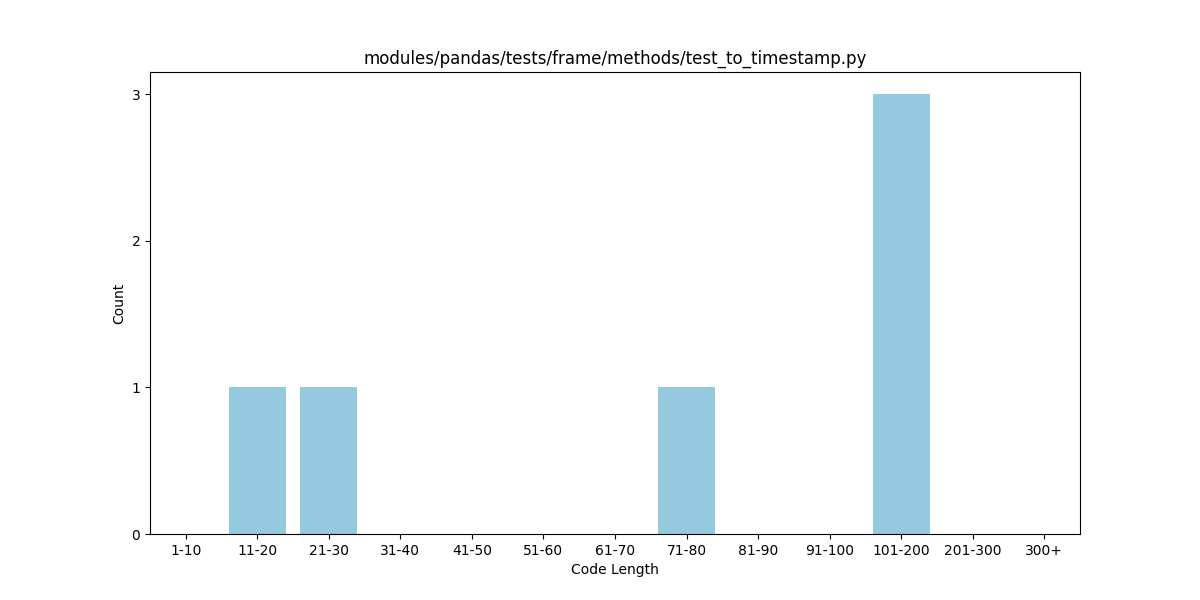 modules/pandas/tests/frame/methods/test_to_timestamp.py
3
2
1
0
Count
1-10 11-20 21-30 31-40 41-50 51-60 61-70 71-80 81-90 91-100 101-200 201-300 300+
Code Length